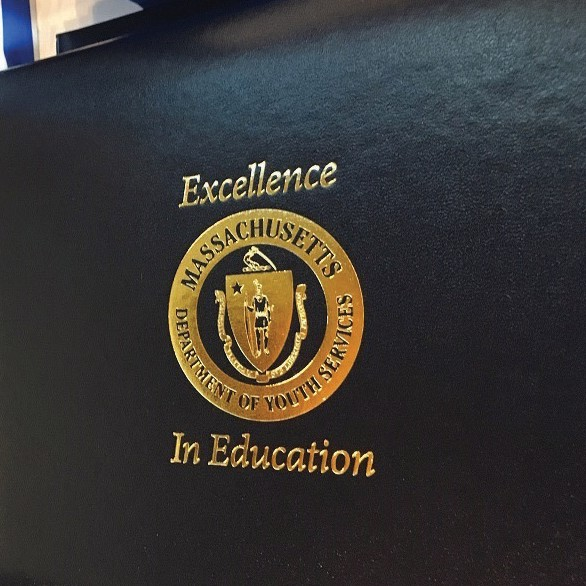 Excellence
MASSACHUSETTS
DEPARTMENT OF YOUTH SERVICES
In Education